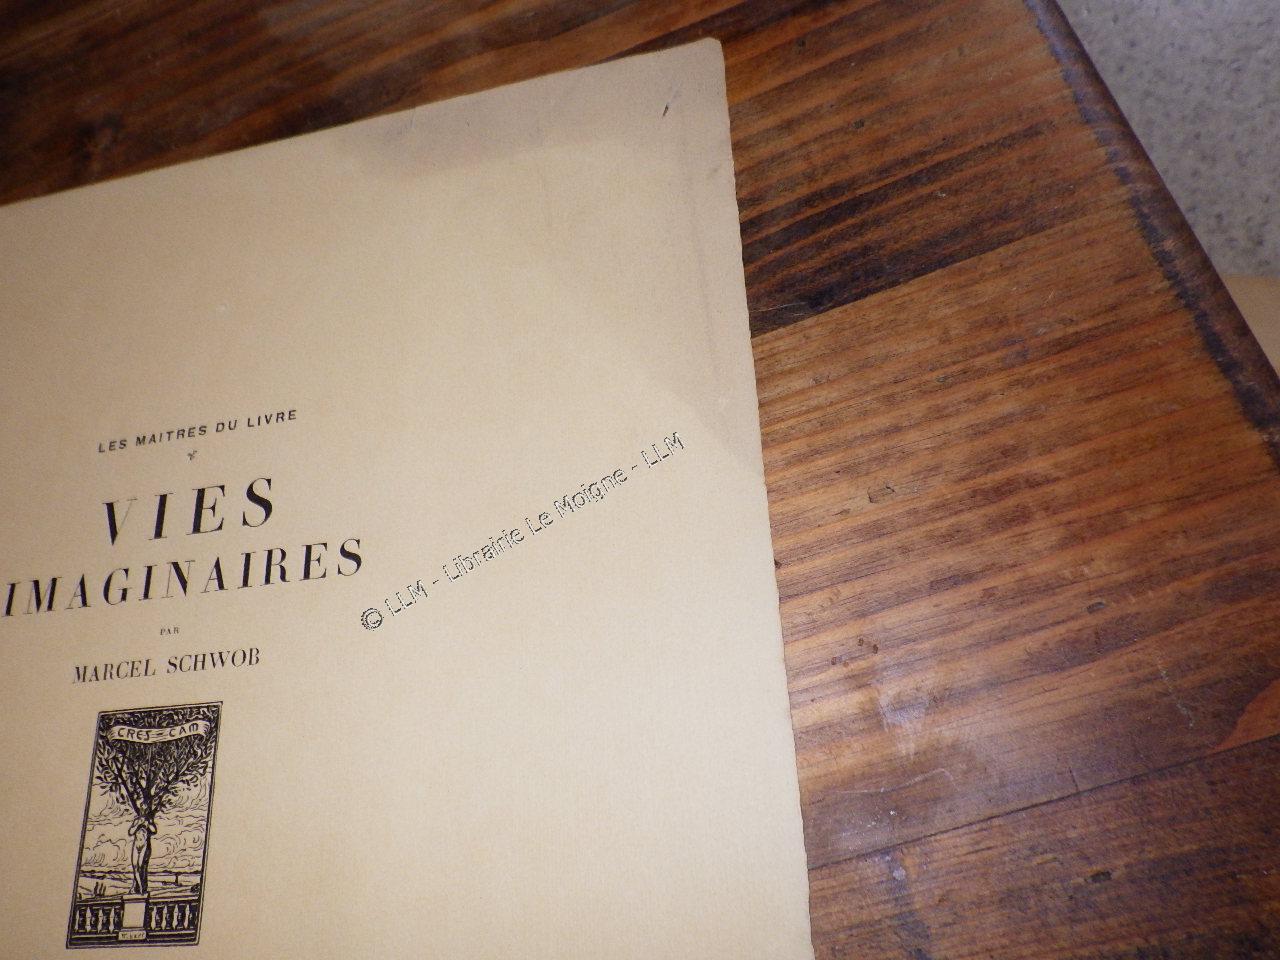 LES MAITRES DU LIVRE
VIES
IMAGINAIRES
PAR
MARCEL SCHWOB
CRES=CAM
© LLM - Librairie Le Moigne - LLM